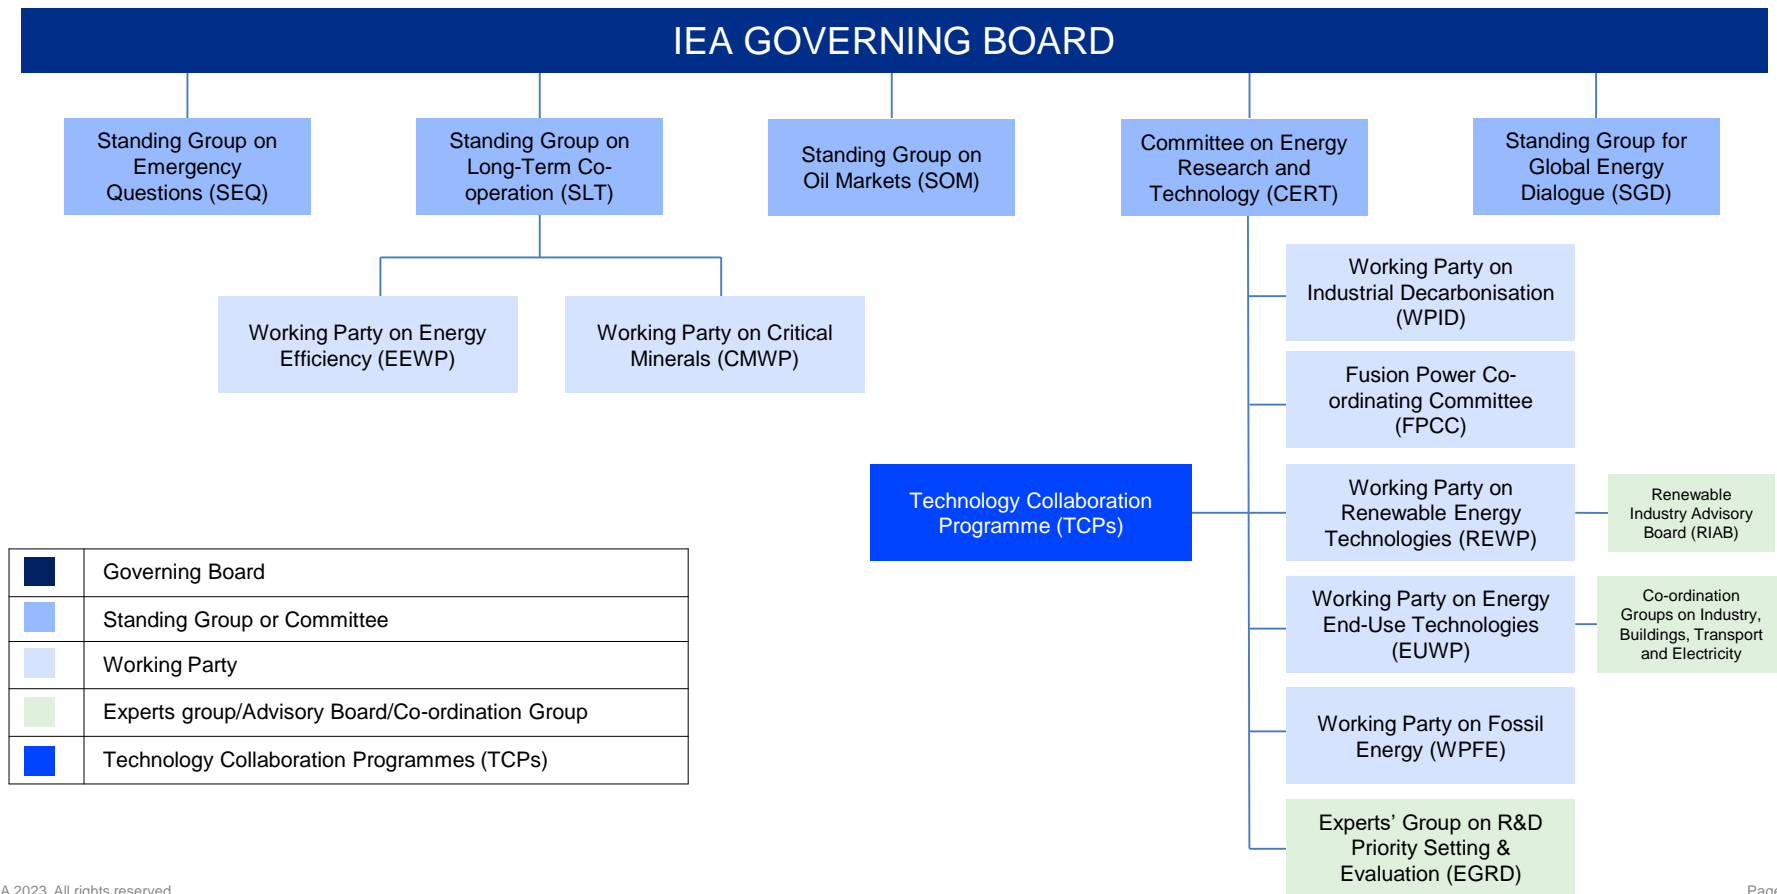 IEA GOVERNING BOARD
Standing Group on
Emergency
Questions (SEQ)
Standing Group on
Long-Term Co-
operation (SLT)
Standing Group on
Oil Markets (SOM)
Committee on Energy
Research and
Technology (CERT)
Standing Group for
Global Energy
Dialogue (SGD)
Working Party on Energy
Efficiency (EEWP)
Working Party on Critical
Minerals (CMWP)
Working Party on
Industrial Decarbonisation
(WPID)
Fusion Power Co-
ordinating Committee
(FPCC)
Technology Collaboration
Programme (TCPs)
Working Party on
Renewable Energy
Technologies (REWP)
Renewable
Industry Advisory
Board (RIAB)
Working Party on Energy
End-Use Technologies
(EUWP)
Co-ordination
Groups on Industry,
Buildings, Transport
and Electricity
Working Party on Fossil
Energy (WPFE)
Experts’ Group on R&D
Priority Setting &
Evaluation (EGRD)
Governing Board
Standing Group or Committee
Working Party
Experts group/Advisory Board/Co-ordination Group
Technology Collaboration Programmes (TCPs)
A 2023. All rights reserved
Page